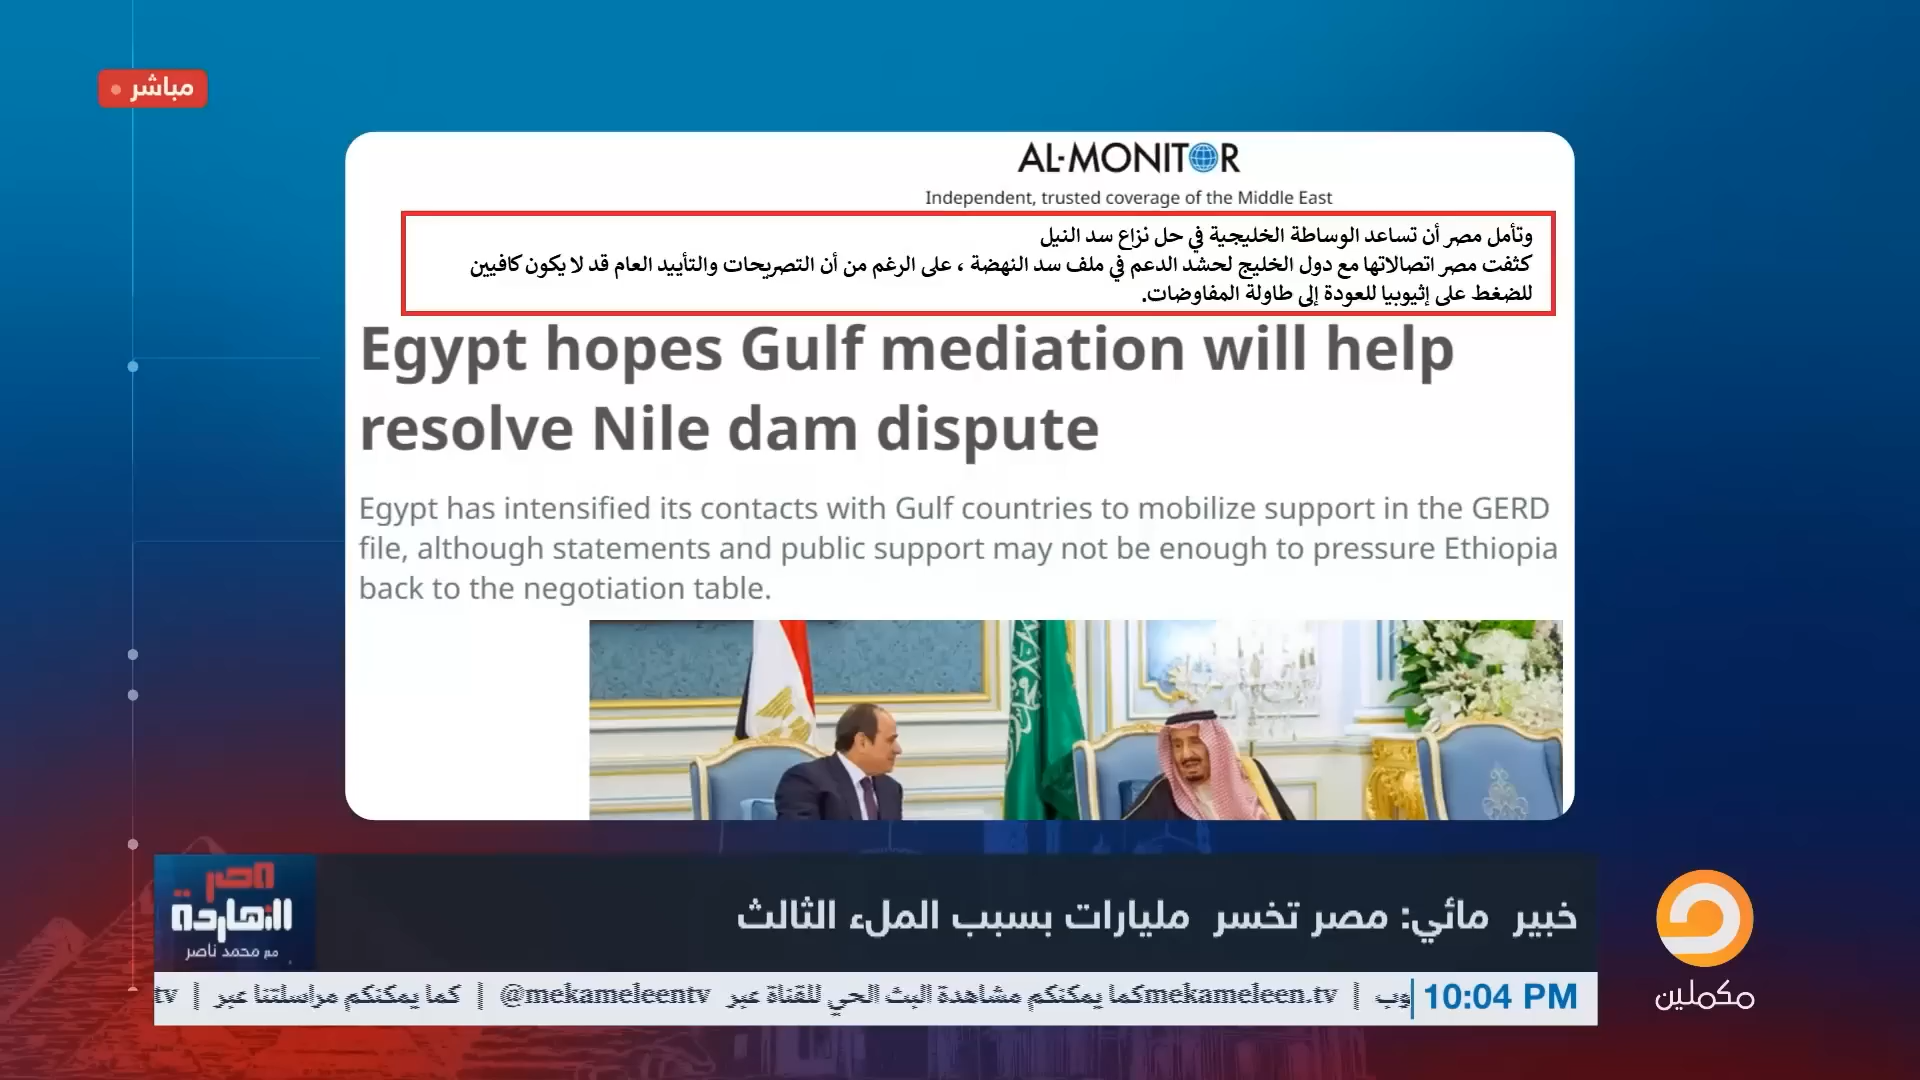 مباشر
AL-MONITOR
Independent, trusted coverage of the Middle East
وتأمل مصر أن تساعد الوساطة الخليجية في حل نزاع سد النيل
كثفت مصر اتصالاتها مع دول الخليج لحشد الدعم في ملف سد النهضة ، على الرغم من أن التصريحات والتأييد العام قد لا يكون كافيين
للضغط على إثيوبيا للعودة إلى طاولة المفاوضات.
Egypt hopes Gulf mediation will help
resolve Nile dam dispute
Egypt has intensified its contacts with Gulf countries to mobilize support in the GERD
file, although statements and public support may not be enough to pressure Ethiopia
back to the negotiation table.
خبير مائي: مصر تخسر مليارات بسبب الملء الثالث
مصر
النهاردة
مع محمد ناصر
10:04 PM
وب | mekameleen.tvكما يمكنكم مشاهدة البث الحي للقناة عبر @mekameleentv | كما يمكنكم مراسلتنا عبر | tv
مكملين